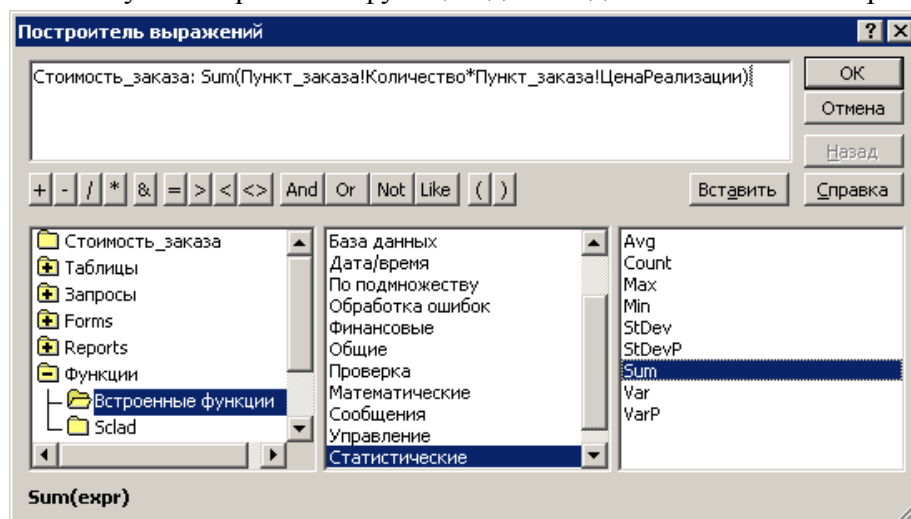 Построитель выражений
Стоимость_заказа: Sum(Пункт_заказа!Количество*Пункт_заказа!ЦенаРеализации)
ОК
Отмена
Назад
+ - / * & = > < <> And Or Not Like ( )
Вставить
Справка
Стоимость_заказа
Таблицы
Запросы
Forms
Reports
Функции
Встроенные функции
Sclad
База данных
Дата/время
По подмножеству
Обработка ошибок
Финансовые
Общие
Проверка
Математические
Сообщения
Управление
Статистические
Avg
Count
Max
Min
StDev
StDevP
Sum
Var
VarP
Sum(expr)